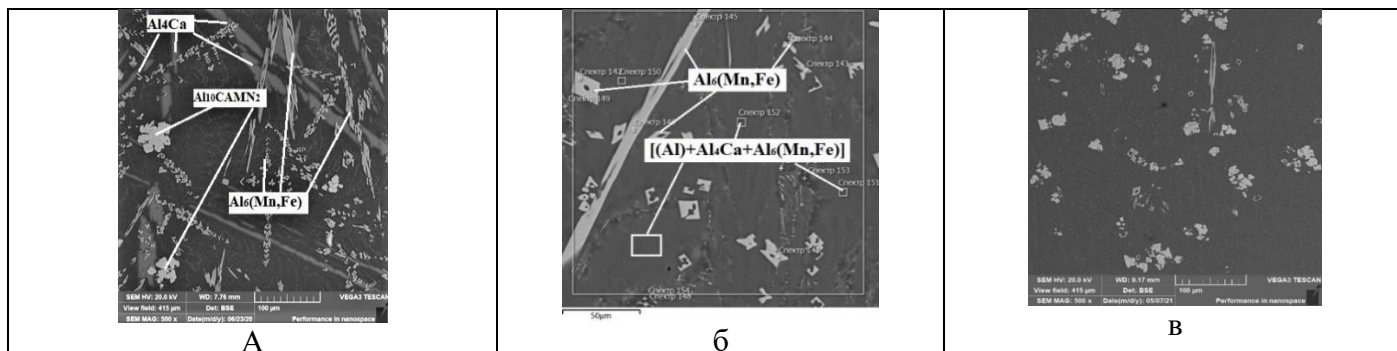 Al4Ca
Al10CAMN2
Al6(Mn,Fe)
SEM HV: 20.0 kV WD: 7.76 mm VEGA3 TESCAN
View field: 415 µm Det: BSE 100 µm
SEM MAG: 500 x Date(m/d/y): 06/23/20 Performance in nanospace
А
Спектр 145
Спектр 144
Спектр 143
Спектр 150
Al6(Mn,Fe)
Спектр 149
Спектр 152
[(Al)+Al4Ca+Al6(Mn,Fe)]
Спектр 153
Спектр 151
Спектр 154
Спектр 148
50µm
б
SEM HV: 20.0 kV WD: 9.17 mm VEGA3 TESCAN
View field: 415 µm Det: BSE 100 µm
SEM MAG: 500 x Date(m/d/y): 05/07/21 Performance in nanospace
в